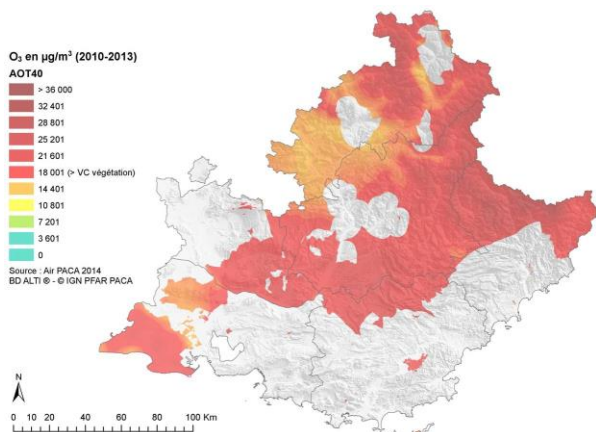 O₃ en µg/m³ (2010-2013)
AOT40
> 36 000
32 401
28 801
25 201
21 601
18 001 (> VC végétation)
14 401
10 801
7 201
3 601
0
Source : Air PACA 2014
BD ALTI ® - © IGN PFAR PACA
N
0 10 20 40 60 80 100 Km